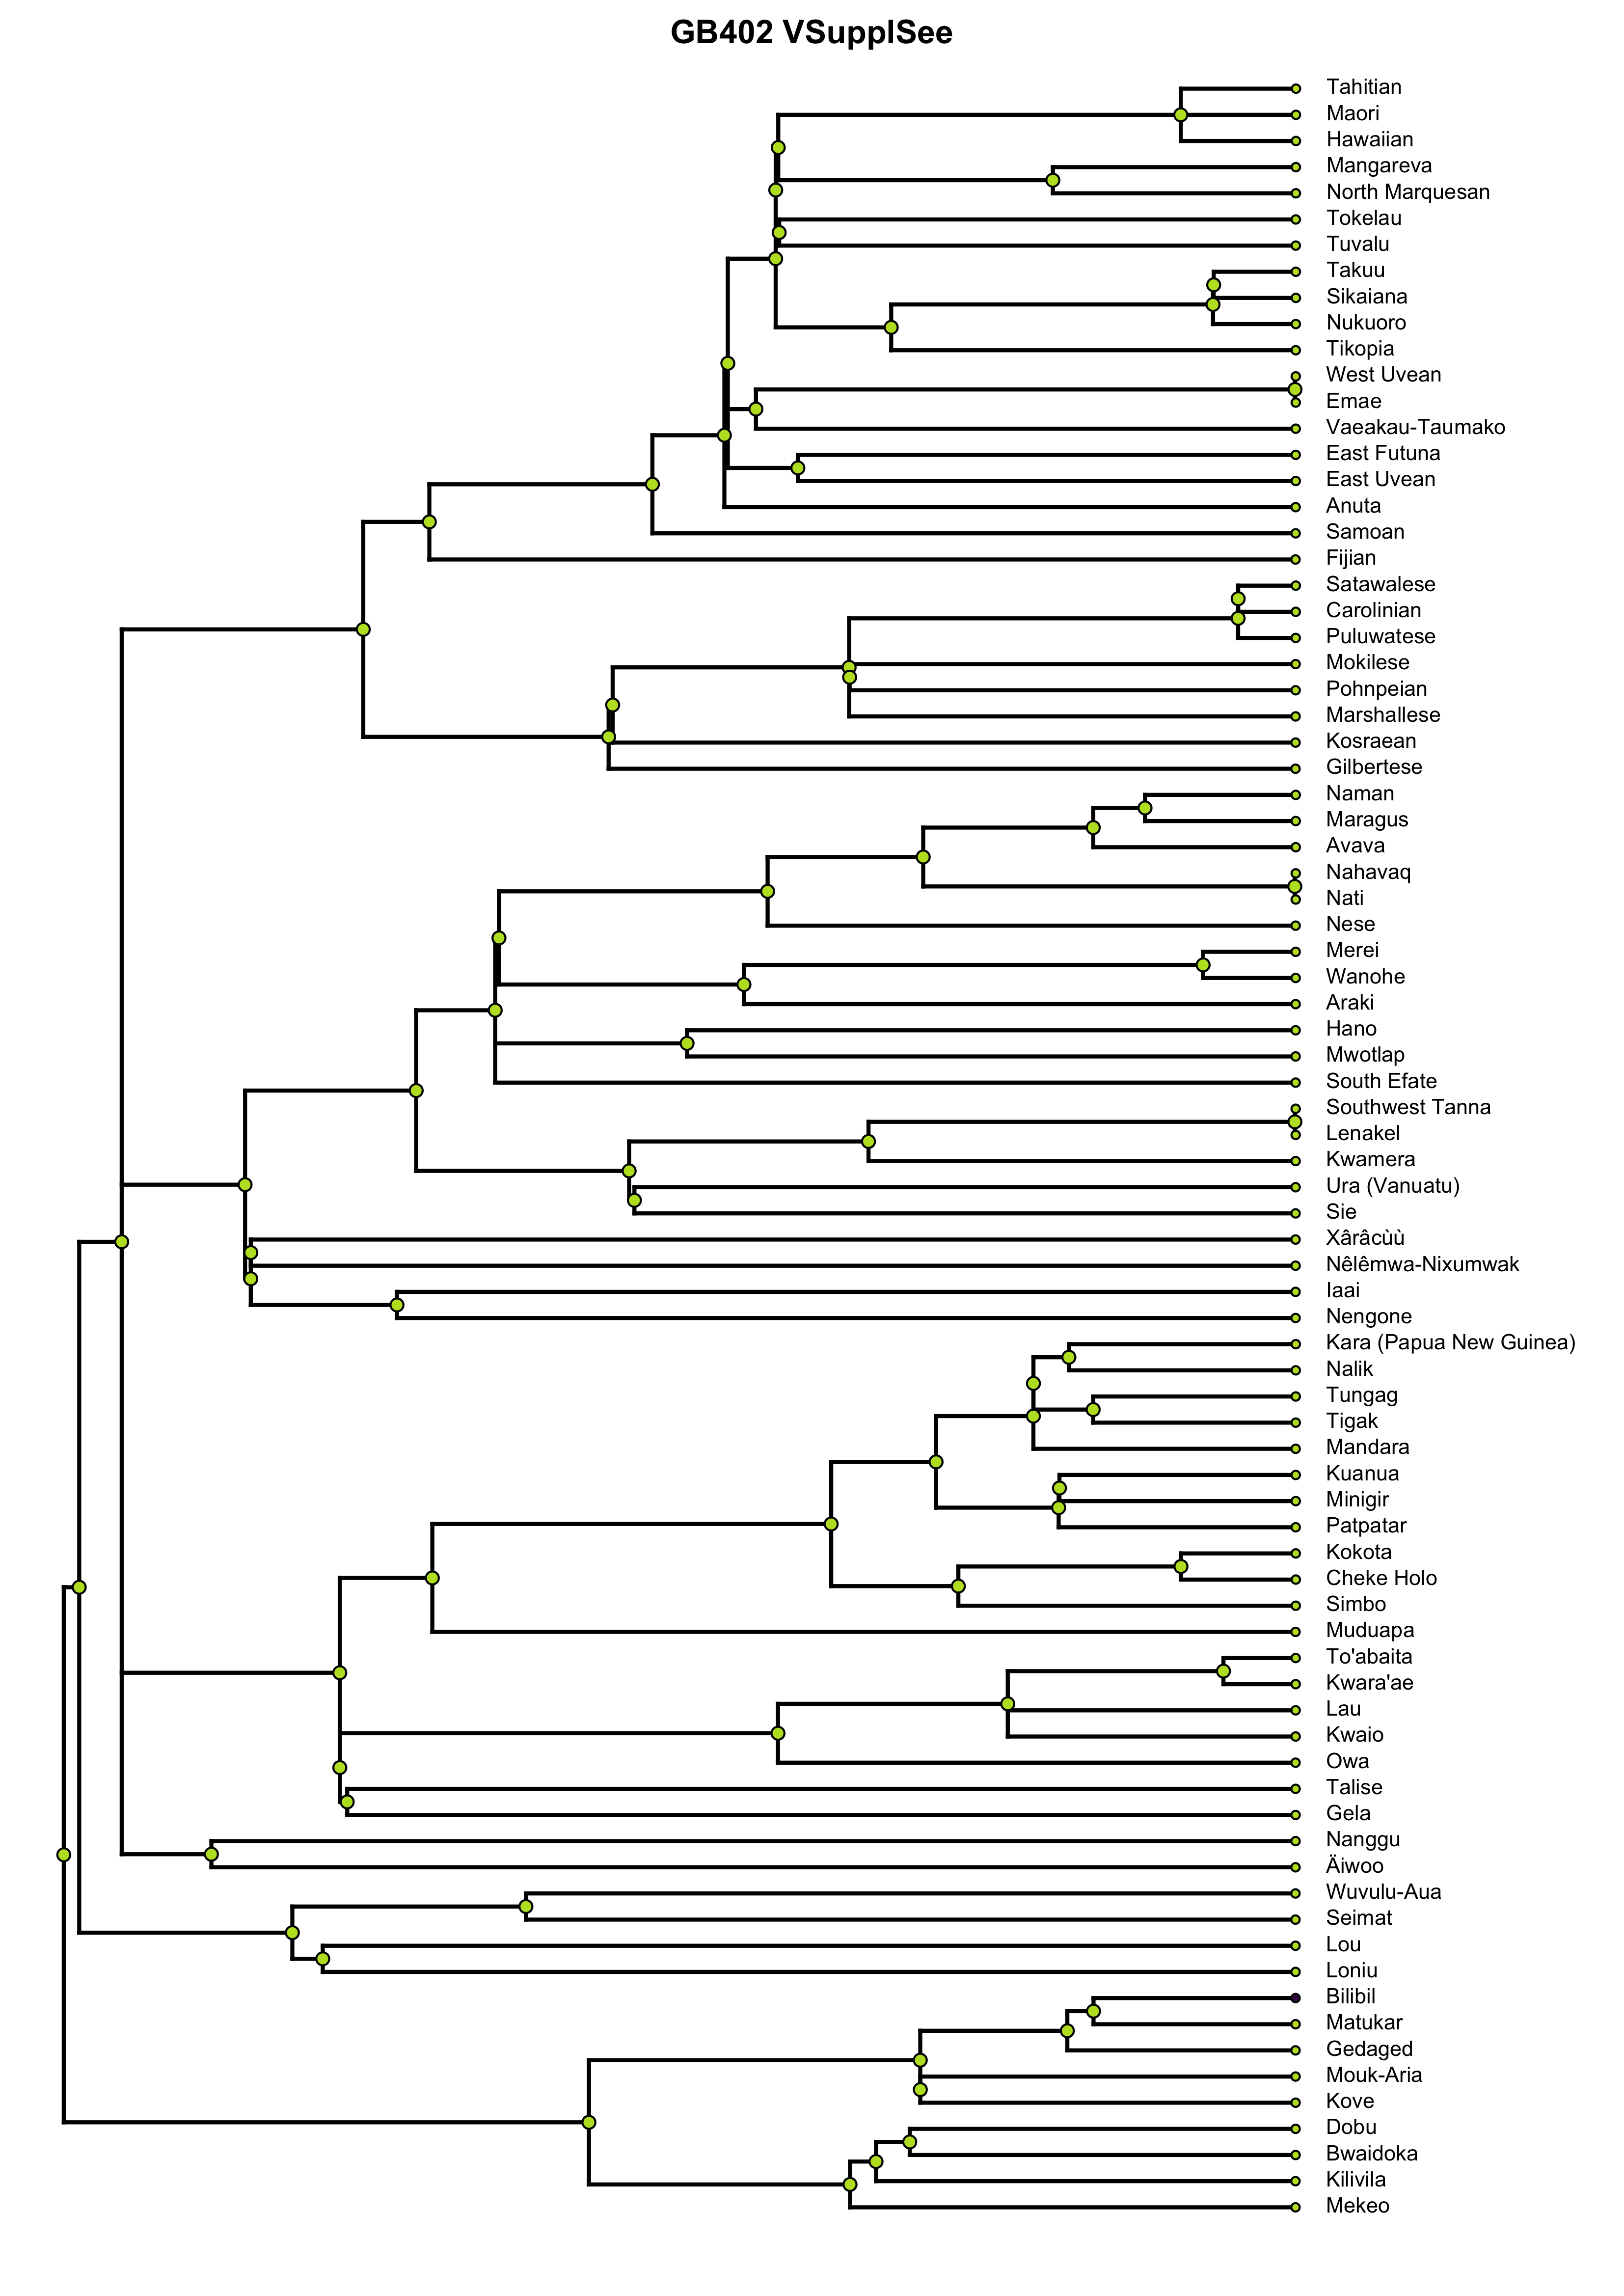 GB402 VSupplSee
Tahitian
Maori
Hawaiian
Mangareva
North Marquesan
Tokelau
Tuvalu
Takuu
Sikaiana
Nukuoro
Tikopia
West Uvean
Emae
Vaeakau-Taumako
East Futuna
East Uvean
Anuta
Samoan
Fijian
Satawalese
Carolinian
Puluwatese
Mokilese
Pohnpeian
Marshallese
Kosraean
Gilbertese
Naman
Maragus
Avava
Nahavaq
Nati
Nese
Merei
Wanohe
Araki
Hano
Mwotlap
South Efate
Southwest Tanna
Lenakel
Kwamera
Ura (Vanuatu)
Sie
Xârâcùù
Nêlêmwa-Nixumwak
Iaai
Nengone
Kara (Papua New Guinea)
Nalik
Tungag
Tigak
Mandara
Kuanua
Minigir
Patpatar
Kokota
Cheke Holo
Simbo
Muduapa
To'abaita
Kwara'ae
Lau
Kwaio
Owa
Talise
Gela
Nanggu
Äiwoo
Wuvulu-Aua
Seimat
Lou
Loniu
Bilibil
Matukar
Gedaged
Mouk-Aria
Kove
Dobu
Bwaidoka
Kilivila
Mekeo